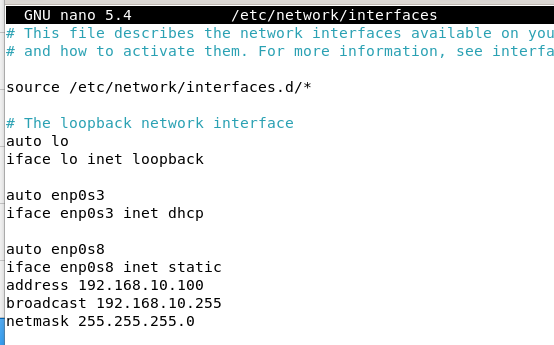 GNU nano 5.4 /etc/network/interfaces
# This file describes the network interfaces available on you
# and how to activate them. For more information, see interfa
source /etc/network/interfaces.d/*
# The loopback network interface
auto lo
iface lo inet loopback
auto enp0s3
iface enp0s3 inet dhcp
auto enp0s8
iface enp0s8 inet static
address 192.168.10.100
broadcast 192.168.10.255
netmask 255.255.255.0